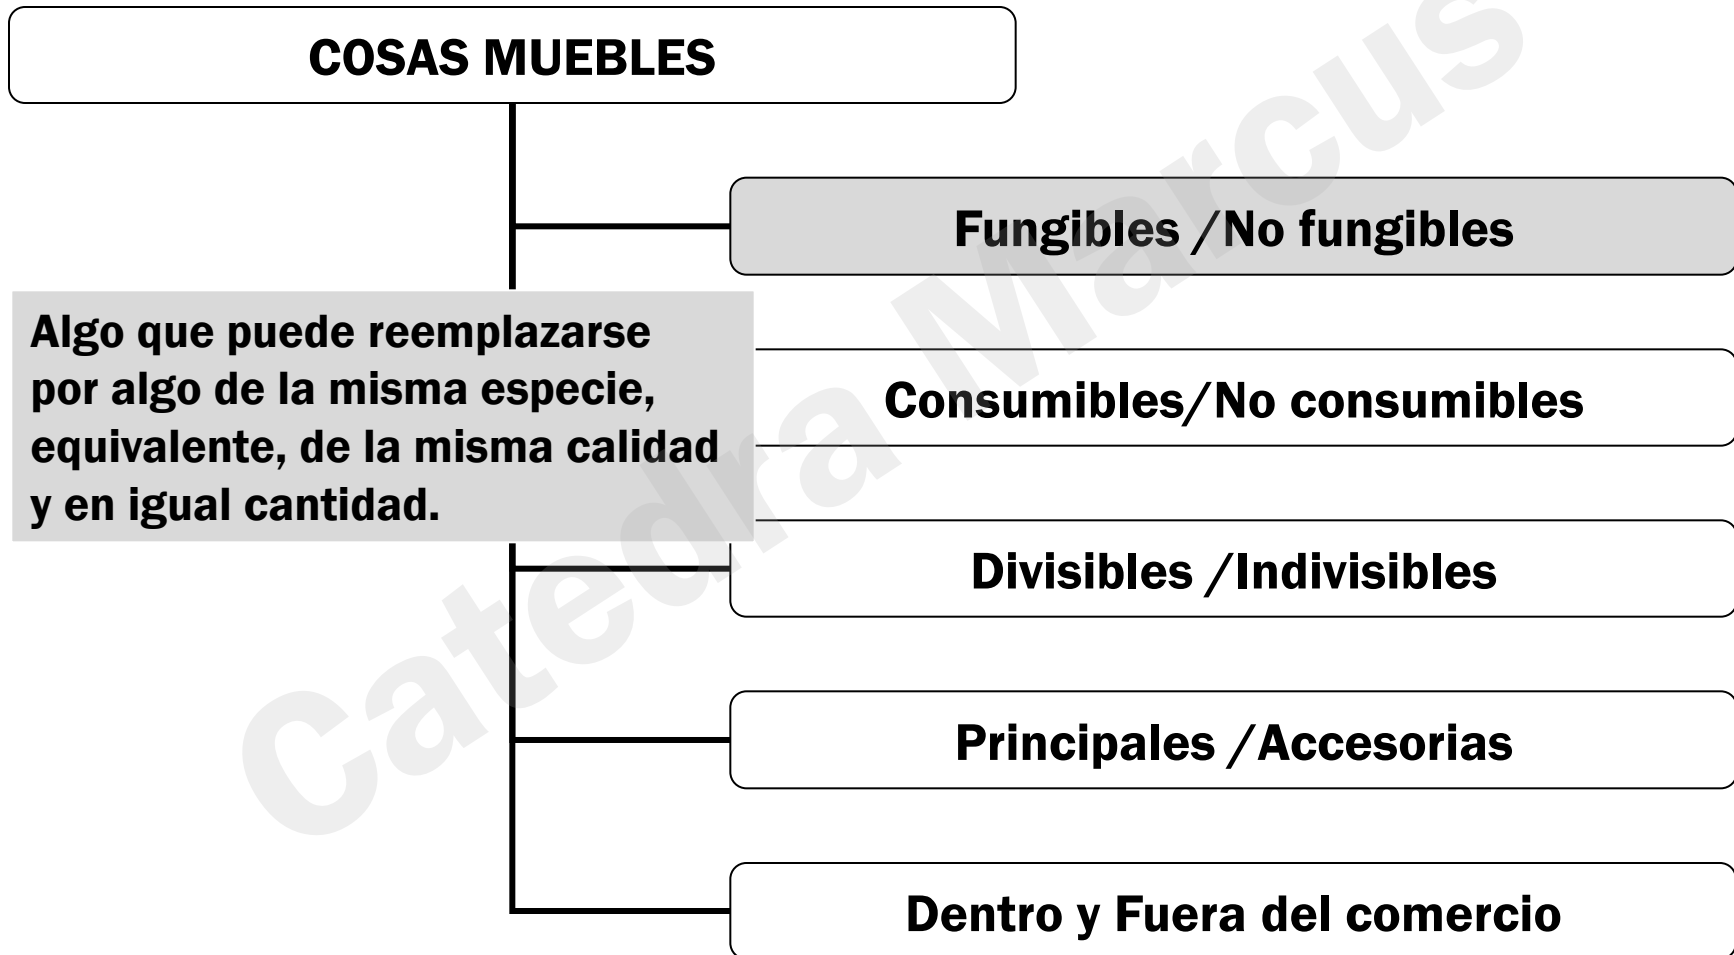 COSAS MUEBLES
Fungibles /No fungibles
Algo que puede reemplazarse
por algo de la misma especie,
equivalente, de la misma calidad
y en igual cantidad.
Consumibles/No consumibles
Divisibles /Indivisibles
Principales /Accesorias
Dentro y Fuera del comercio
Catedra Marcus